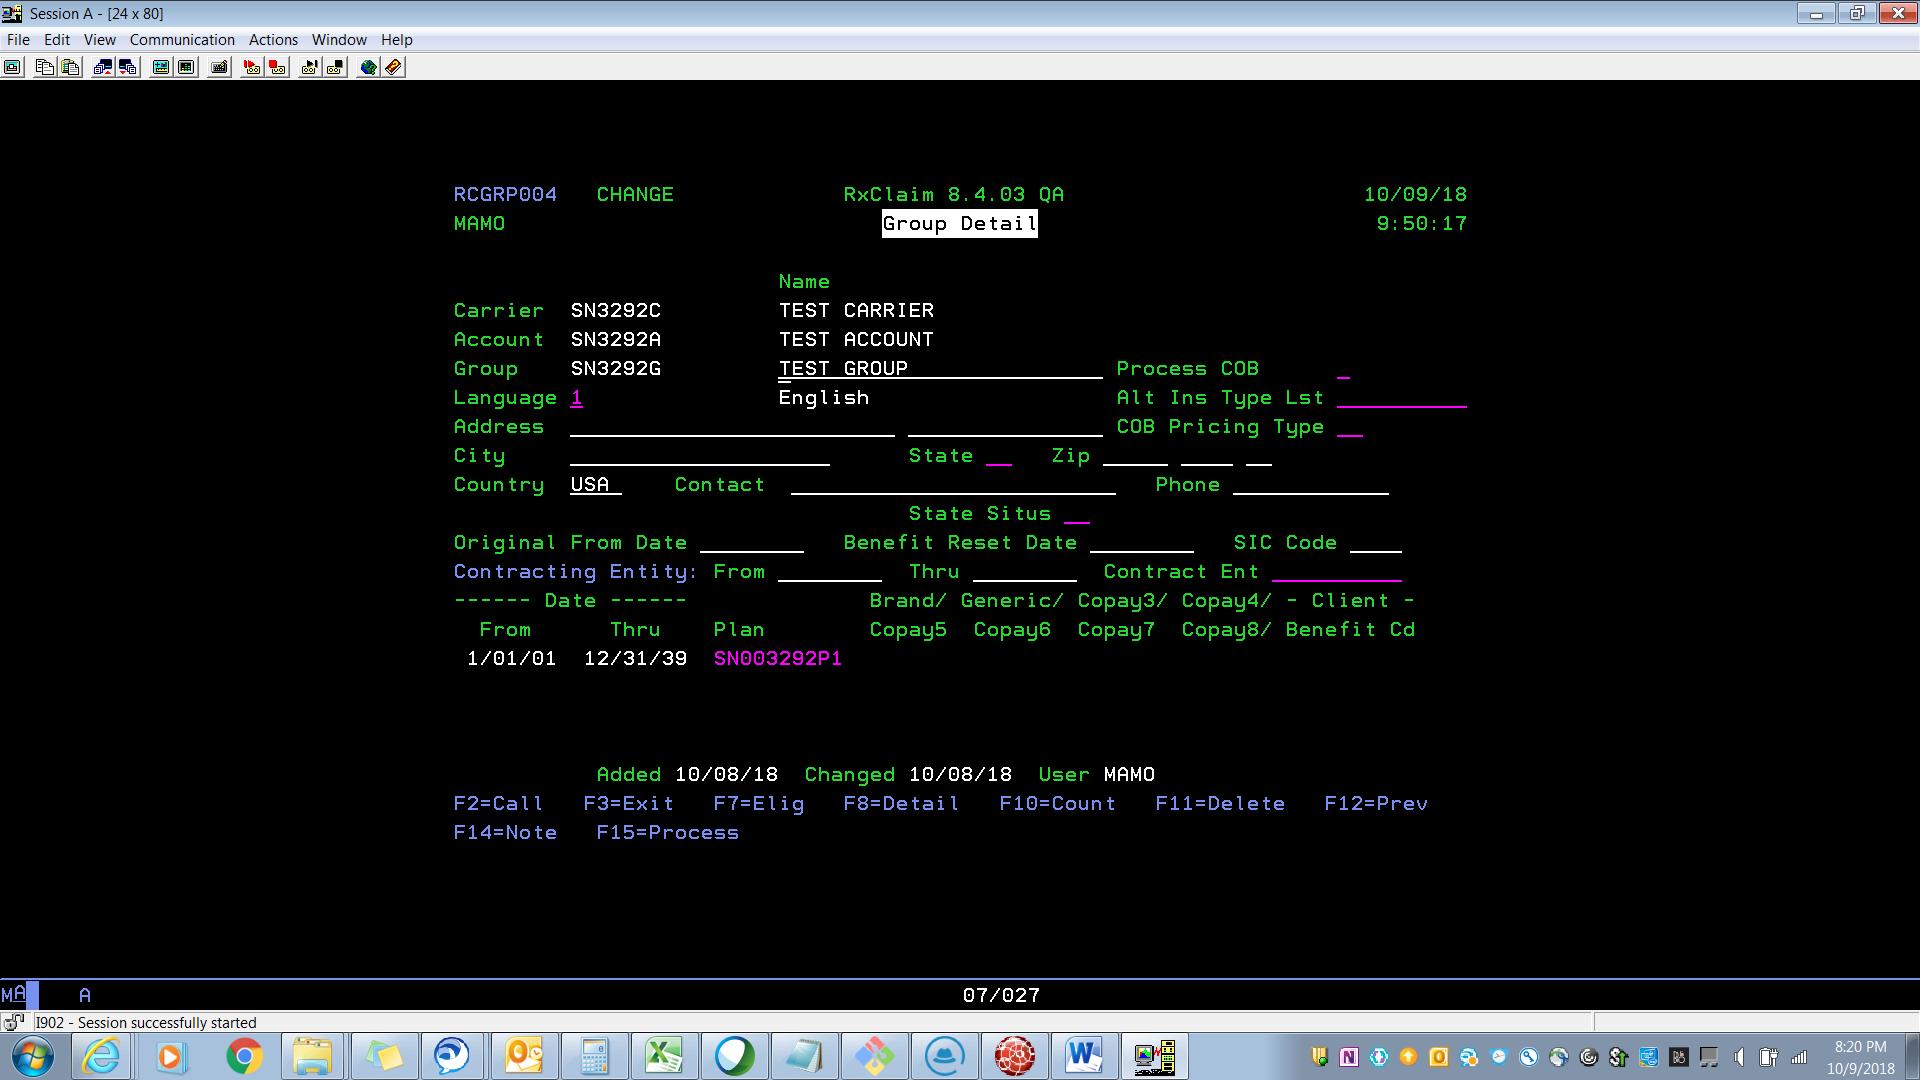 Session A - [24 x 80]
File Edit View Communication Actions Window Help
RCGRP004 CHANGE RxClaim 8.4.03 QA 10/09/18
MAMO Group Detail 9:50:17
Name
Carrier SN3292C TEST CARRIER
Account SN3292A TEST ACCOUNT
Group SN3292G TEST GROUP Process COB
Language 1 English Alt Ins Type Lst
Address COB Pricing Type
City State Zip
Country USA Contact Phone
State Situs
Original From Date Benefit Reset Date SIC Code
Contracting Entity: From Thru Contract Ent
------ Date ------ Brand/ Generic/ Copay3/ Copay4/ - Client -
From Thru Plan Copay5 Copay6 Copay7 Copay8/ Benefit Cd
1/01/01 12/31/39 SN003292P1
Added 10/08/18 Changed 10/08/18 User MAMO
F2=Call F3=Exit F7=Elig F8=Detail F10=Count F11=Delete F12=Prev
F14=Note F15=Process
MA A 07/027
I902 - Session successfully started
8:20 PM
10/9/2018